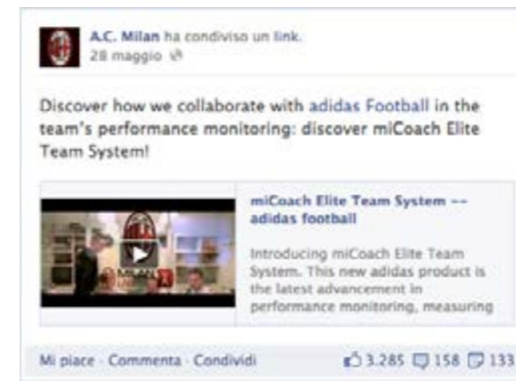 A.C. Milan ha condiviso un link.
28 maggio
Discover how we collaborate with adidas Football in the
team's performance monitoring: discover miCoach Elite
Team System!
miCoach Elite Team System --
adidas football
Introducing miCoach Elite Team
System. This new adidas product is
the latest advancement in
performance monitoring, measuring
MILAN
Mi piace · Commenta · Condividi 3.285 158 133